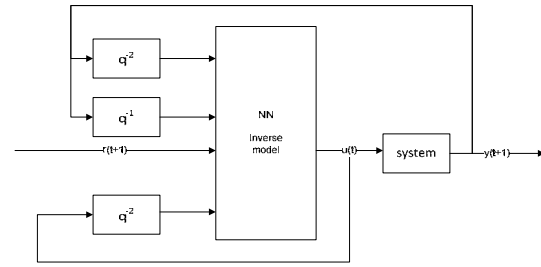 q-2
q-1
r(t+1)
q-2
NN
Inverse
model
u(t)
system
y(t+1)